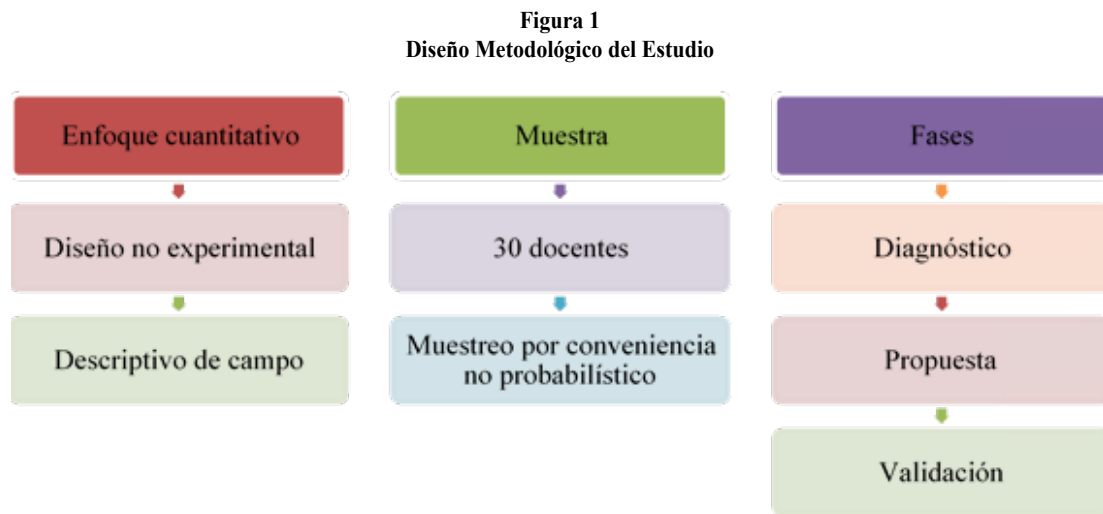 Figura 1
Diseño Metodológico del Estudio
Enfoque cuantitativo
Diseño no experimental
Descriptivo de campo
Muestra
30 docentes
Muestreo por conveniencia
no probabilístico
Fases
Diagnóstico
Propuesta
Validación